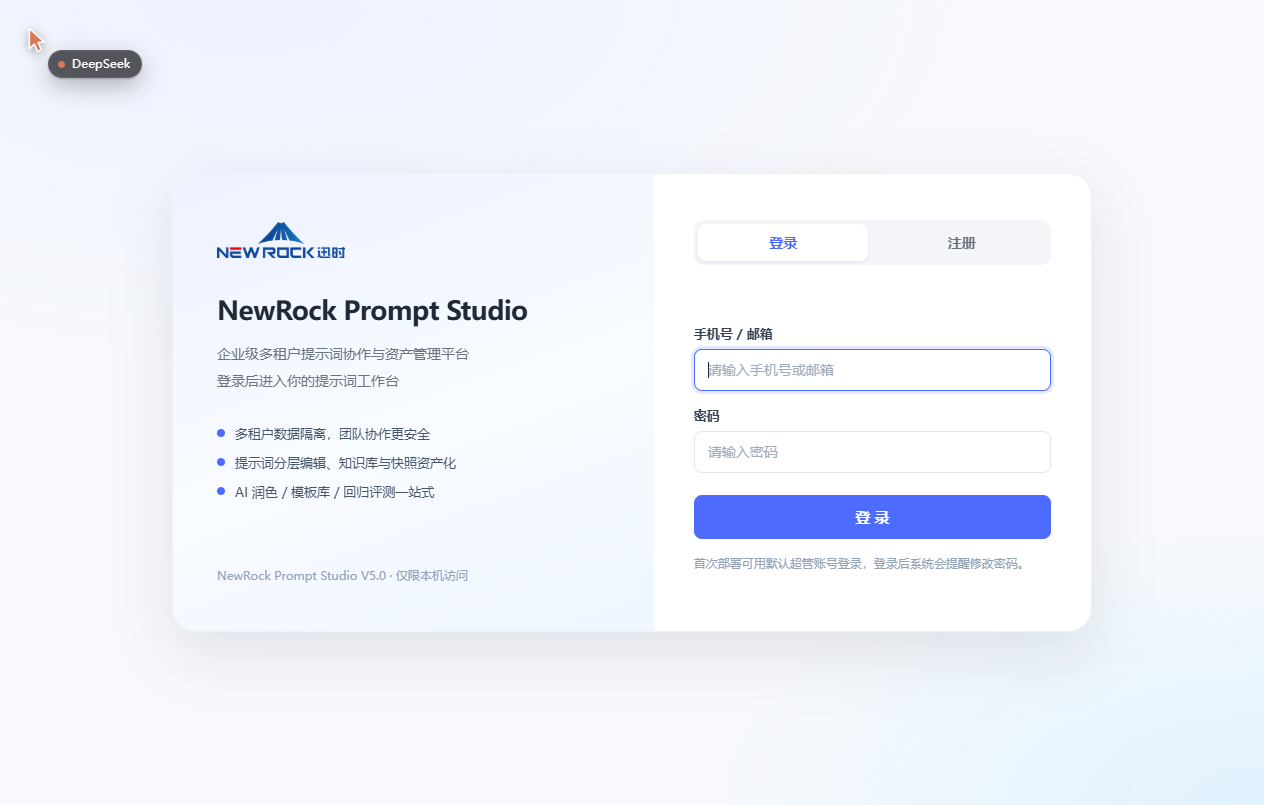 DeepSeek
NEWROCK 迅时
NewRock Prompt Studio
企业级多租户提示词协作与资产管理平台
登录后进入你的提示词工作台
多租户数据隔离，团队协作更安全
提示词分层编辑、知识库与快照资产化
AI 润色 / 模板库 / 回归评测一站式
NewRock Prompt Studio V5.0 · 仅限本机访问
登录
注册
手机号 / 邮箱
请输入手机号或邮箱
密码
请输入密码
登 录
首次部署可用默认超管账号登录，登录后系统会提醒修改密码。